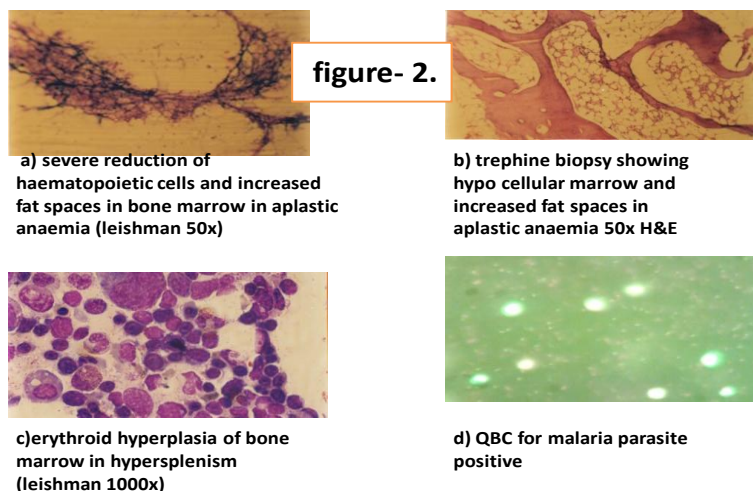 figure- 2.
a) severe reduction of
haematopoietic cells and increased
fat spaces in bone marrow in aplastic
anaemia (leishman 50x)
b) trephine biopsy showing
hypo cellular marrow and
increased fat spaces in
aplastic anaemia 50x H&E
c)erythroid hyperplasia of bone
marrow in hypersplenism
(leishman 1000x)
d) QBC for malaria parasite
positive